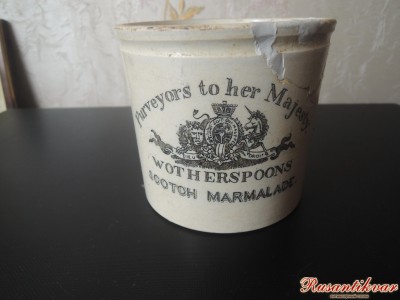 Purveyors to her Majesty
WOTHERSPOONS
SCOTCH MARMALADE.
Rusantikvar